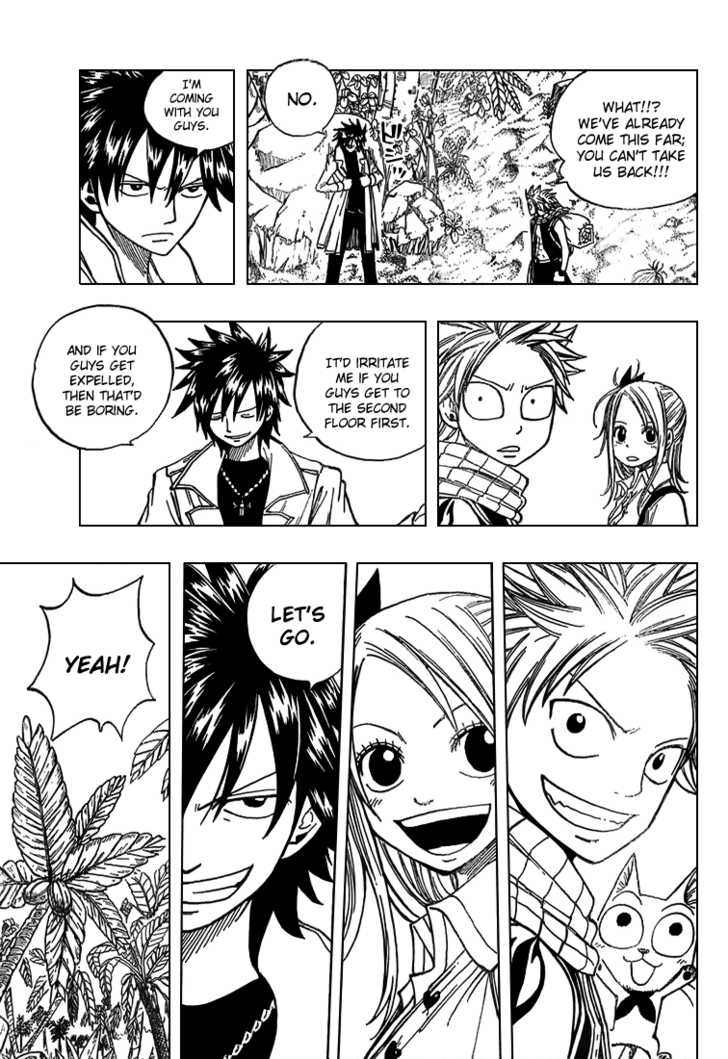 WHAT!!?
WE'VE ALREADY
COME THIS FAR;
YOU CAN'T TAKE
US BACK!!!
NO.
I'M
COMING
WITH YOU
GUYS.
IT'D IRRITATE
ME IF YOU
GUYS GET
TO THE
SECOND
FLOOR FIRST.
AND IF YOU
GUYS GET
EXPELLED,
THEN THAT'D
BE BORING.
LET'S
GO.
YEAH!